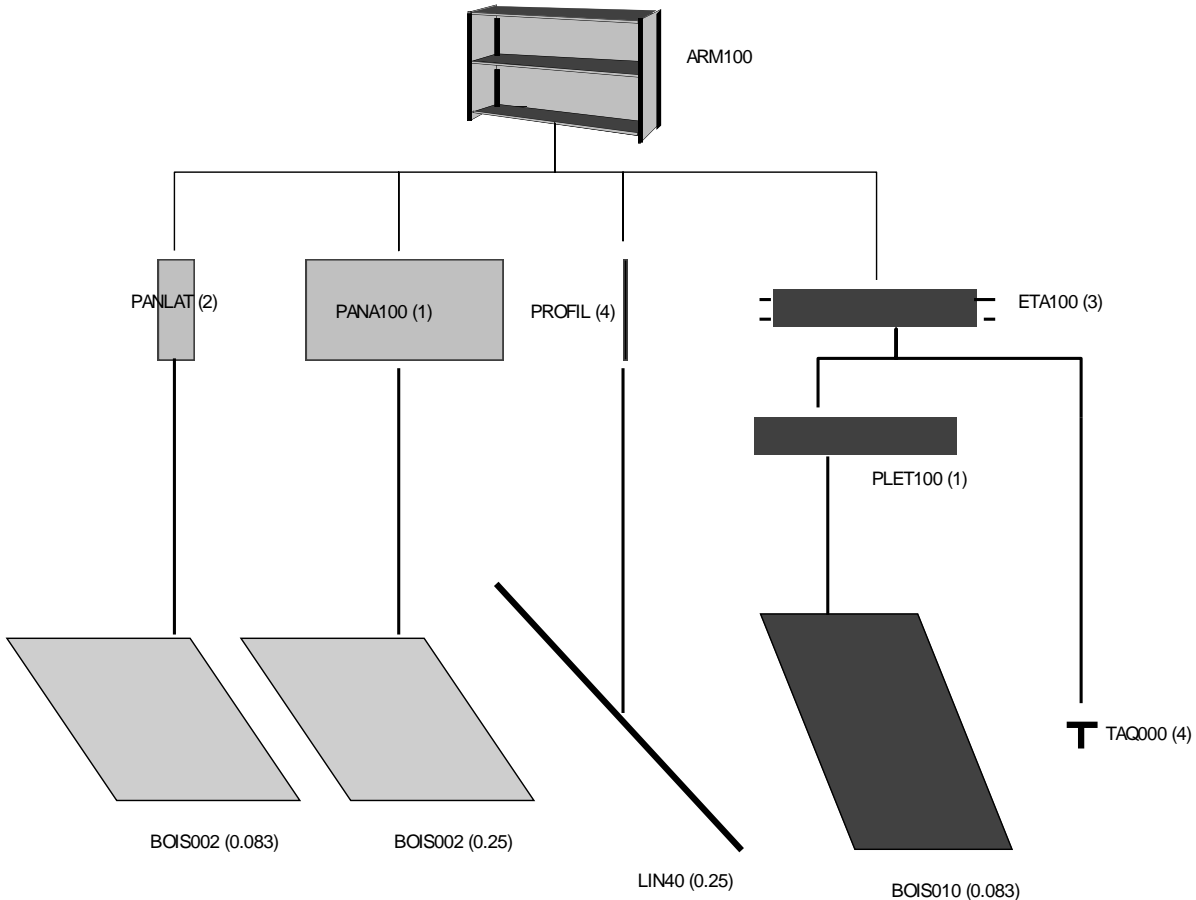 ARM100
PANLAT (2)
PANA100 (1)
PROFIL (4)
ETA100 (3)
PLET100 (1)
TAQ000 (4)
BOIS002 (0.083)
BOIS002 (0.25)
LIN40 (0.25)
BOIS010 (0.083)